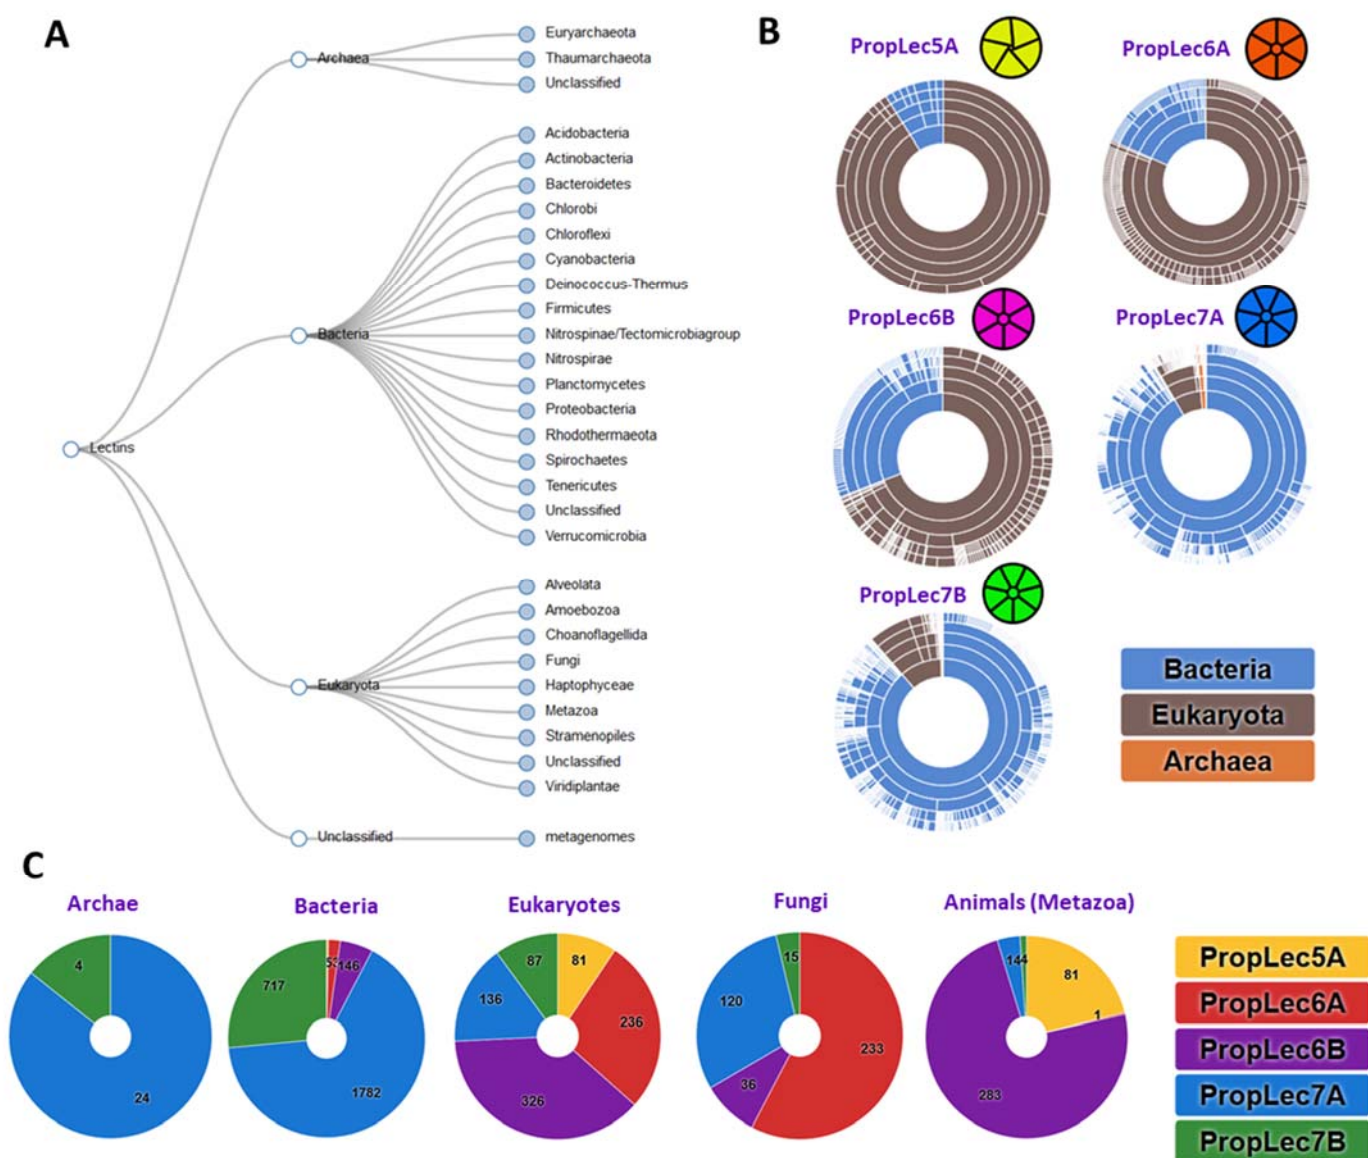 A
Archaea
Euryarchaeota
Thaumarchaeota
Unclassified
Bacteria
Acidobacteria
Actinobacteria
Bacteroidetes
Chlorobi
Chloroflexi
Cyanobacteria
Deinococcus-Thermus
Firmicutes
Nitrospinae/Tectomicrobiagroup
Nitrospirae
Planctomycetes
Proteobacteria
Rhodothermaeota
Spirochaetes
Tenericutes
Unclassified
Verrucomicrobia
Lectins
Eukaryota
Alveolata
Amoebozoa
Choanoflagellida
Fungi
Haptophyceae
Metazoa
Stramenopiles
Unclassified
Viridiplantae
Unclassified
metagenomes
B
PropLec5A
PropLec6A
PropLec6B
PropLec7A
PropLec7B
Bacteria
Eukaryota
Archaea
C
Archae
4
24
Bacteria
53
146
717
1782
Eukaryotes
87
81
136
236
326
Fungi
15
120
36
233
Animals (Metazoa)
14
4
81
1
283
PropLec5A
PropLec6A
PropLec6B
PropLec7A
PropLec7B